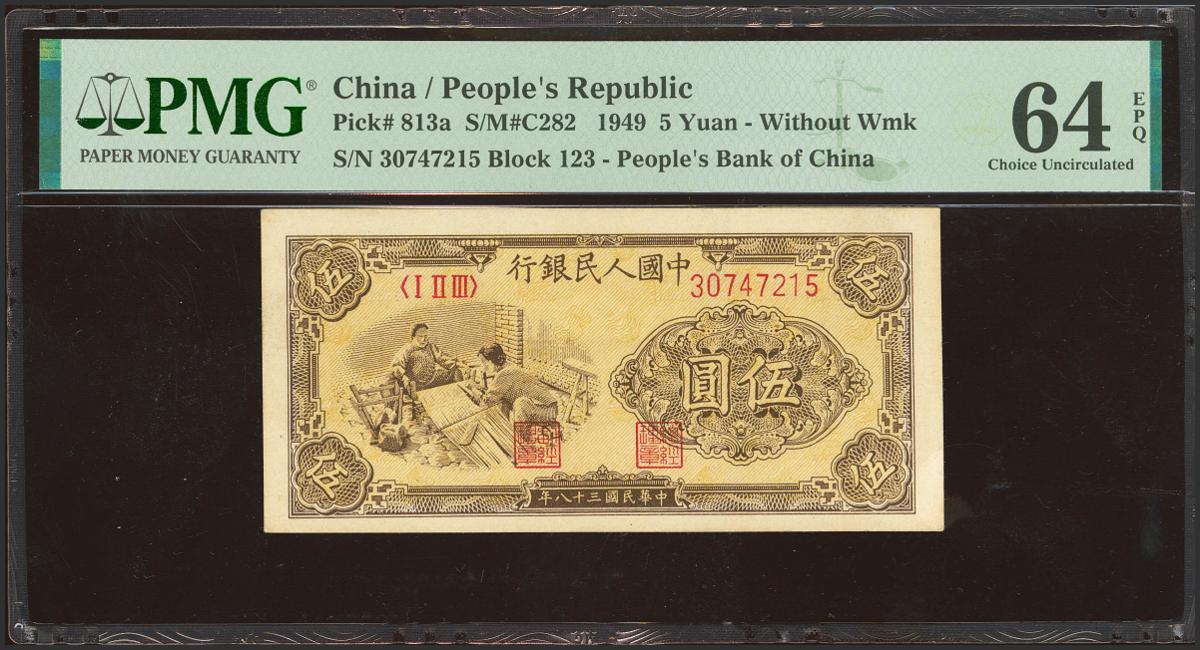 PMG®
PAPER MONEY GUARANTY
China / People's Republic
Pick# 813a S/M#C282 1949 5 Yuan - Without Wmk
S/N 30747215 Block 123 - People's Bank of China
64
EPQ
Choice Uncirculated
行銀民人國中
〈I II III〉
30747215
伍
伍
圓伍
伍
伍
年八十三國民華中